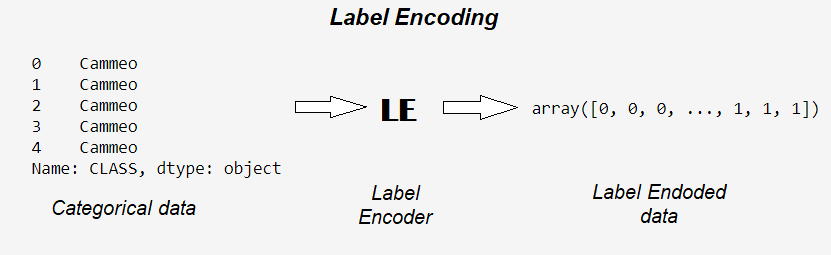 Label Encoding
0    Cammeo
1    Cammeo
2    Cammeo
3    Cammeo
4    Cammeo
Name: CLASS, dtype: object
Categorical data
LE
Label
Encoder
array([0, 0, 0, ..., 1, 1, 1])
Label Endoded
data